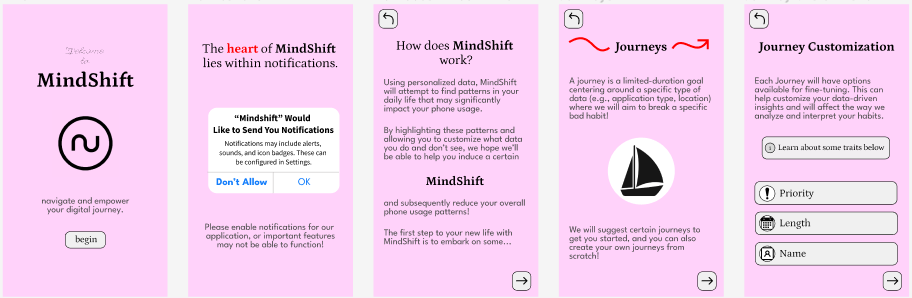 Welcome
to
MindShift
navigate and empower
your digital journey.
begin
The heart of MindShift
lies within notifications.
“Mindshift” Would
Like to Send You Notifications
Notifications may include alerts,
sounds, and icon badges. These can
be configured in Settings.
Don’t Allow
OK
Please enable notifications for our
application, or important features
may not be able to function!
How does MindShift
work?
Using personalized data, MindShift
will attempt to find patterns in your
daily life that may significantly
impact your phone usage.
By highlighting these patterns and
allowing you to customize what data
you do and don’t see, we hope we’ll
be able to help you induce a certain
MindShift
and subsequently reduce your overall
phone usage patterns!
The first step to your new life with
MindShift is to embark on some...
Journeys
A journey is a limited-duration goal
centering around a specific type of
data (e.g., application type, location)
where we will aim to break a specific
bad habit!
We will suggest certain journeys to
get you started, and you can also
create your own journeys from
scratch!
Journey Customization
Each Journey will have options
available for fine-tuning. This can
help customize your data-driven
insights and will affect the way we
analyze and interpret your habits.
Learn about some traits below
Priority
Length
Name